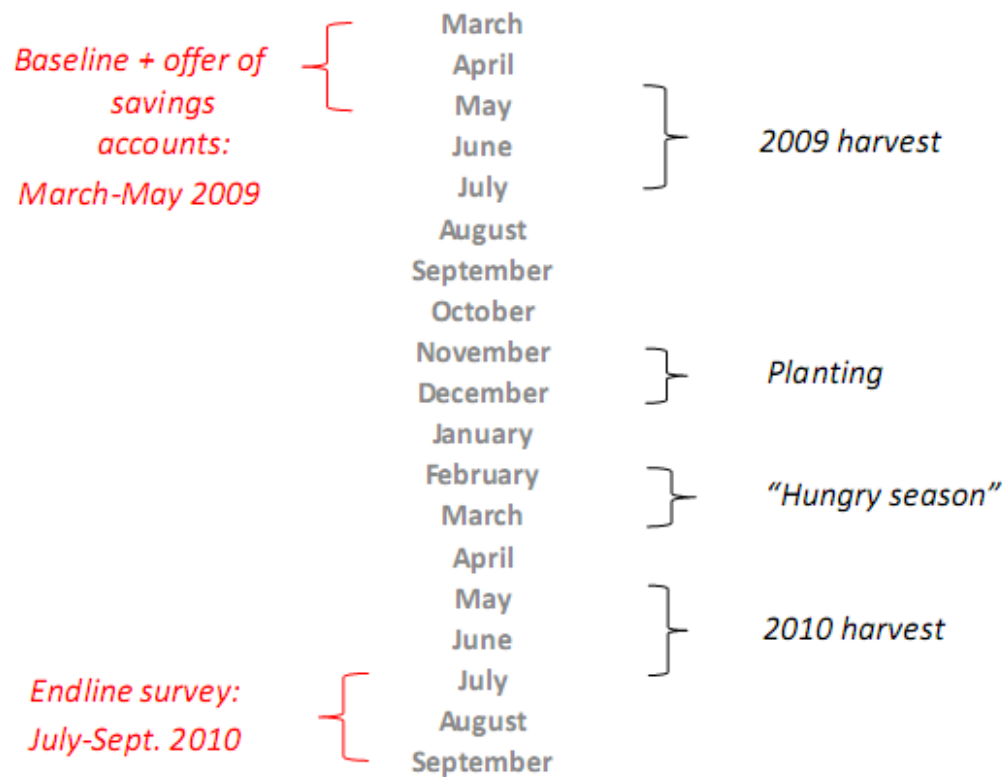 Baseline + offer of
savings
accounts:
March-May 2009
March
April
May
June
July
August
September
October
November
December
January
February
March
April
May
June
July
August
September
2009 harvest
Planting
“Hungry season”
2010 harvest
Endline survey:
July-Sept. 2010